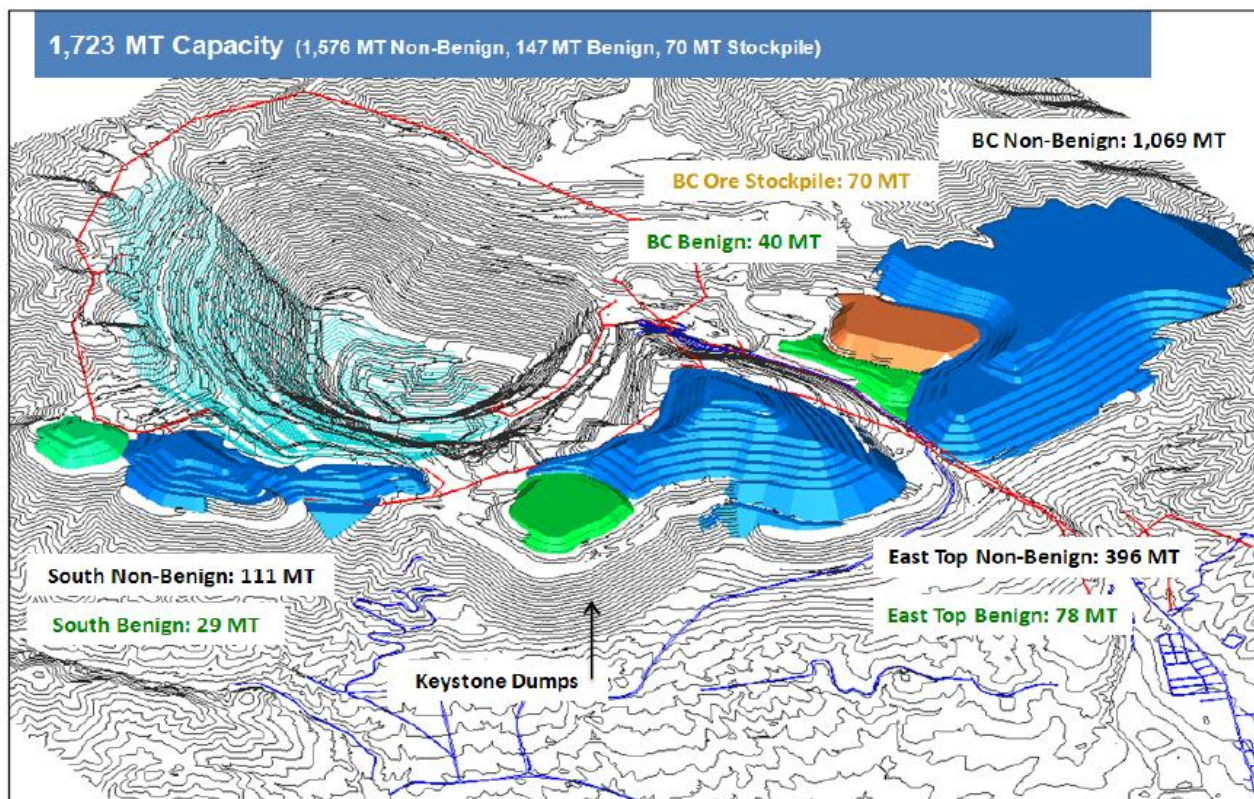 1,723 MT Capacity (1,576 MT Non-Benign, 147 MT Benign, 70 MT Stockpile)
BC Non-Benign: 1,069 MT
BC Ore Stockpile: 70 MT
BC Benign: 40 MT
South Non-Benign: 111 MT
South Benign: 29 MT
East Top Non-Benign: 396 MT
East Top Benign: 78 MT
Keystone Dumps